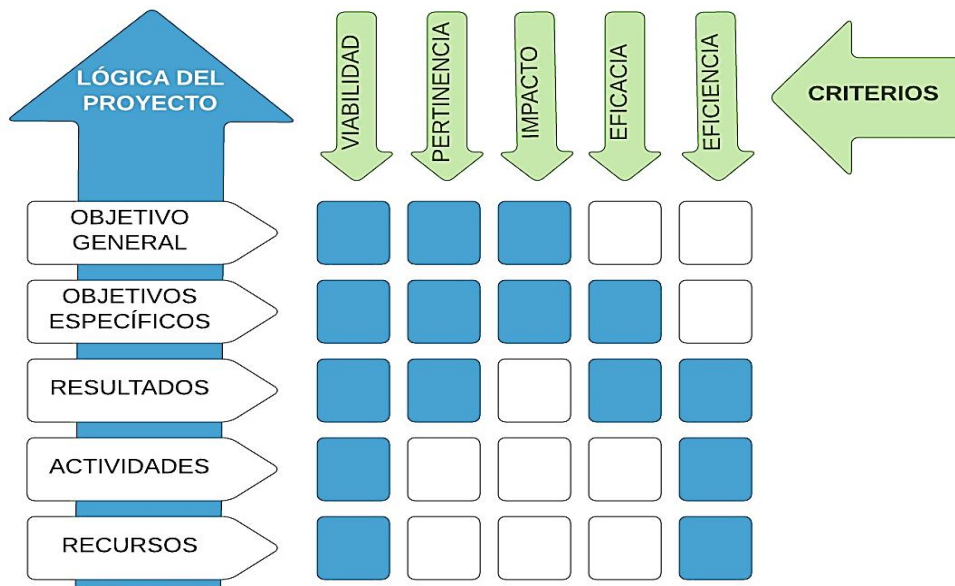 LÓGICA DEL
PROYECTO
VIABILIDAD
PERTINENCIA
IMPACTO
EFICACIA
EFICIENCIA
CRITERIOS
OBJETIVO
GENERAL
OBJETIVOS
ESPECÍFICOS
RESULTADOS
ACTIVIDADES
RECURSOS